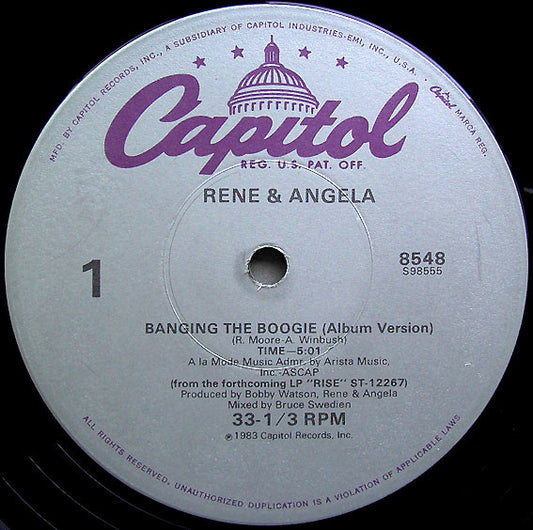 MFD. BY CAPITOL RECORDS, INC., A SUBSIDIARY OF CAPITOL INDUSTRIES-EMI, INC., U.S.A.
Capitol MARCA REG.
Capitol
REG. U.S. PAT. OFF.
RENE & ANGELA
1
8548
S98555
BANGING THE BOOGIE (Album Version)
(R. Moore-A. Winbush)
TIME—5:01
A la Mode Music Admr. by Arista Music,
Inc.-ASCAP
(from the forthcoming LP "RISE" ST-12267)
Produced by Bobby Watson, Rene & Angela
Mixed by Bruce Swedien
33-1/3 RPM
℗1983 Capitol Records, Inc.
ALL RIGHTS RESERVED. UNAUTHORIZED DUPLICATION IS A VIOLATION OF APPLICABLE LAWS